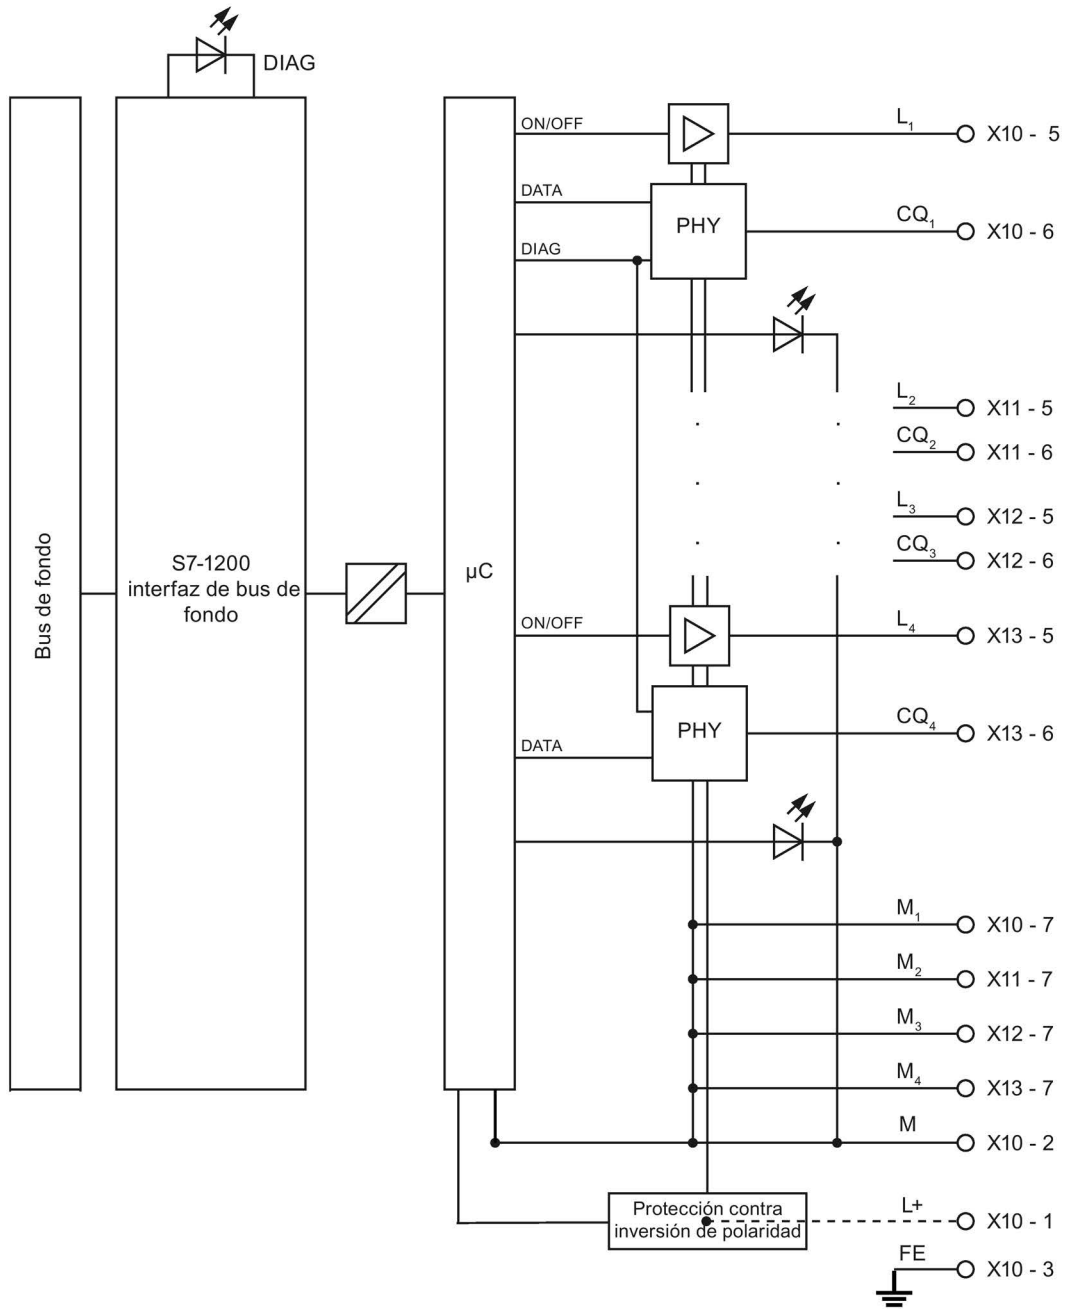 DIAG
Bus de fondo
S7-1200
interfaz de bus de
fondo
µC
ON/OFF
L1
X10 - 5
DATA
PHY
CQ1
X10 - 6
DIAG
L2
X11 - 5
CQ2
X11 - 6
L3
X12 - 5
CQ3
X12 - 6
ON/OFF
L4
X13 - 5
PHY
CQ4
X13 - 6
DATA
M1
X10 - 7
M2
X11 - 7
M3
X12 - 7
M4
X13 - 7
M
X10 - 2
Protección contra
inversión de polaridad
L+
X10 - 1
FE
X10 - 3